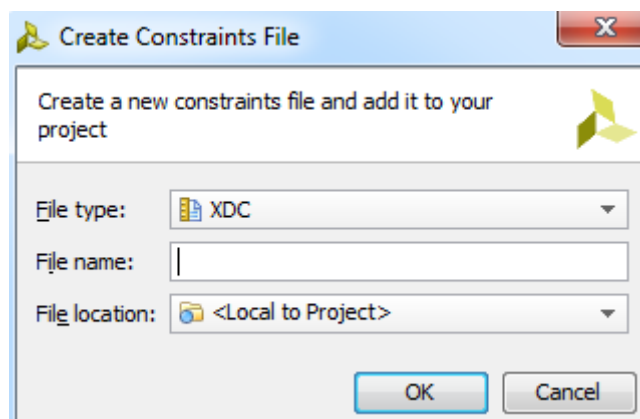 Create Constraints File
Create a new constraints file and add it to your
project
File type: XDC
File name:
File location: <Local to Project>
OK Cancel